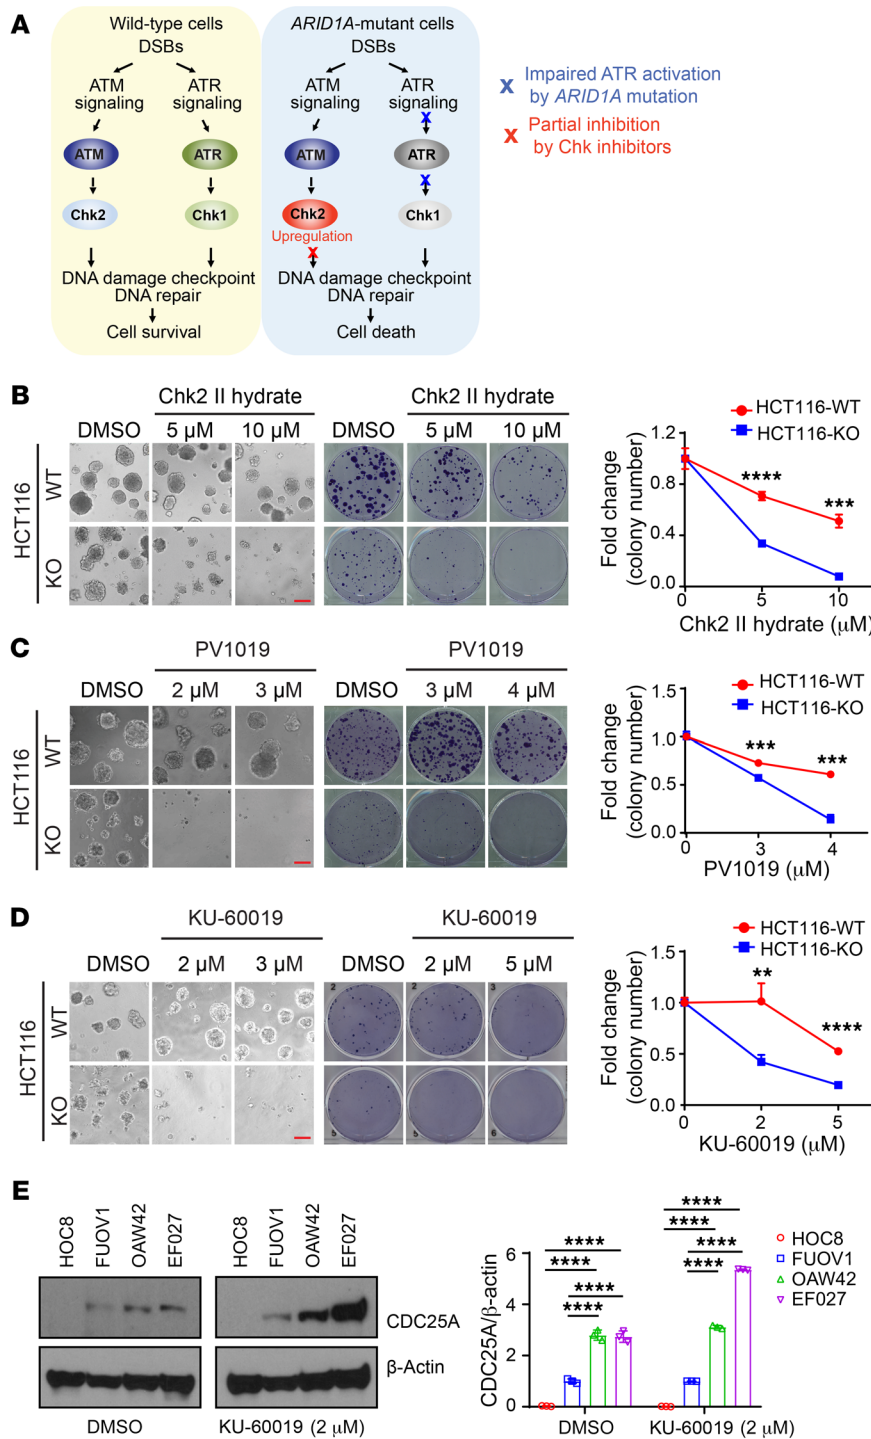 A
Wild-type cells
DSBs
ATM signaling
ATR signaling
ATM
ATR
Chk2
Chk1
DNA damage checkpoint
DNA repair
Cell survival
ARID1A-mutant cells
DSBs
ATM signaling
ATR signaling
X
ATM
ATR
X
Chk2
Chk1
Upregulation
X
DNA damage checkpoint
DNA repair
Cell death
X Impaired ATR activation
by ARID1A mutation
X Partial inhibition
by Chk inhibitors
B
Chk2 II hydrate
Chk2 II hydrate
DMSO 5 µM 10 µM
DMSO 5 µM 10 µM
HCT116
WT
KO
HCT116-WT
HCT116-KO
Fold change
(colony number)
1.2
0.8
0.4
0.0
****
***
0 5 10
Chk2 II hydrate (µM)
C
PV1019
PV1019
DMSO 2 µM 3 µM
DMSO 3 µM 4 µM
HCT116
WT
KO
HCT116-WT
HCT116-KO
Fold change
(colony number)
1.5
1.0
0.5
0.0
***
***
0 3 4
PV1019 (µM)
D
KU-60019
KU-60019
DMSO 2 µM 3 µM
DMSO 2 µM 5 µM
HCT116
WT
KO
2 2 3
5 5 6
HCT116-WT
HCT116-KO
Fold change
(colony number)
1.5
1.0
0.5
0.0
**
****
0 2 5
KU-60019 (µM)
E
HOC8 FUOV1 OAW42 EF027
HOC8 FUOV1 OAW42 EF027
CDC25A
β-Actin
DMSO
KU-60019 (2 µM)
CDC25A/β-actin
6
4
2
0
****
****
****
****
****
****
****
****
DMSO
KU-60019 (2 µM)
HOC8
FUOV1
OAW42
EF027